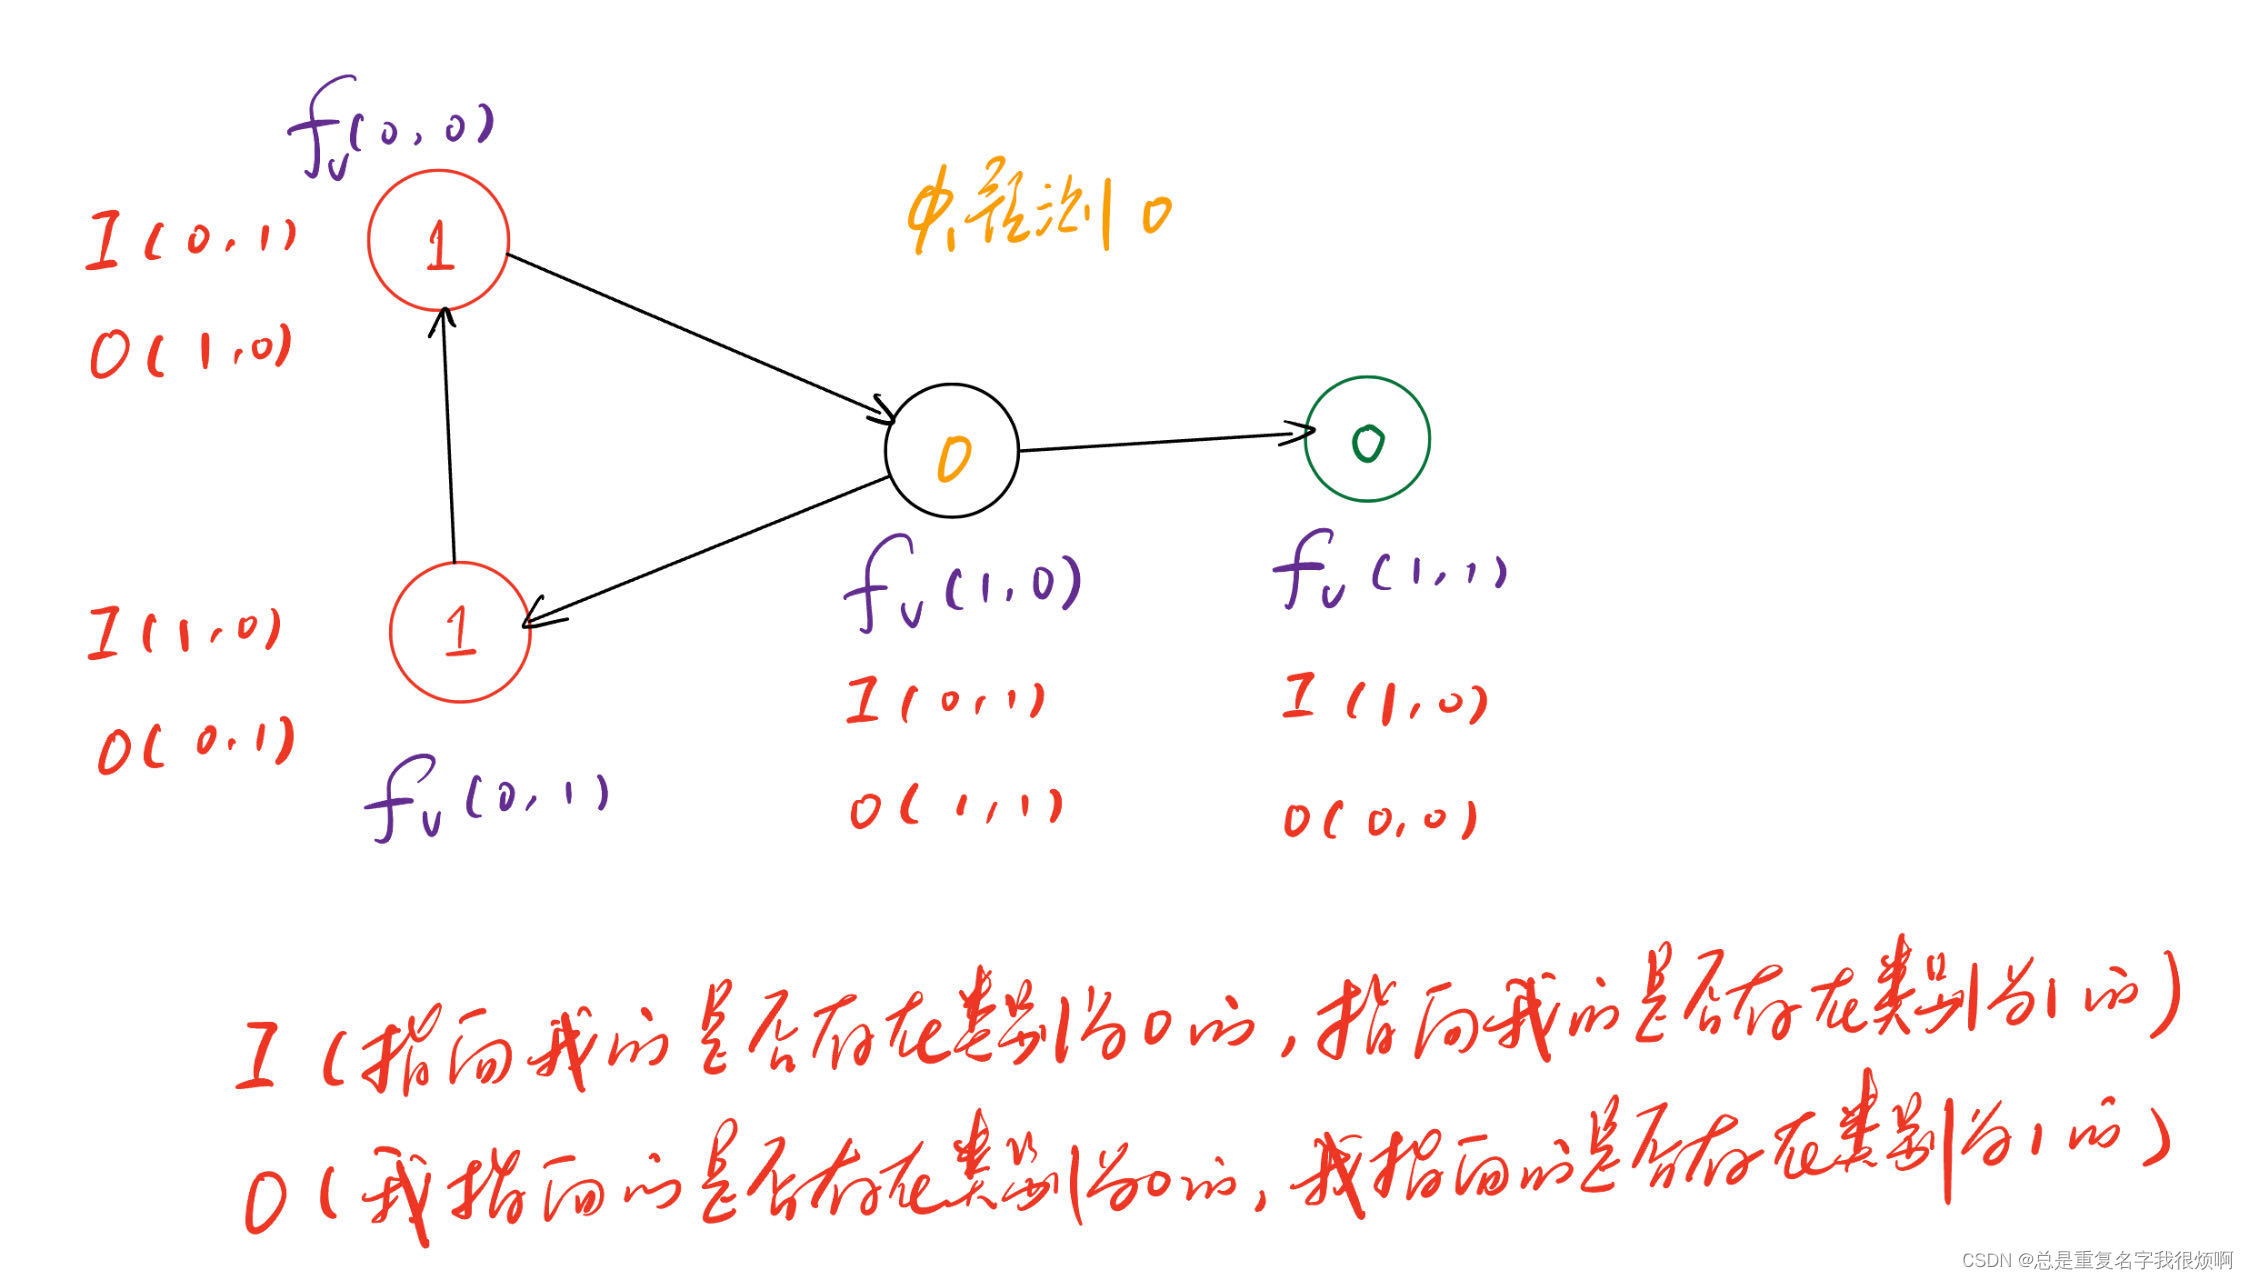 f_v(0,0)
I(0,1)
1
Φ₁预测0
O(1,0)
0
0
I(1,0)
1
f_v(1,0)
f_v(1,1)
O(0,1)
I(0,1)
I(1,0)
f_v(0,1)
O(1,1)
O(0,0)
I(指向我的是否存在类别为0的,指向我的是否存在类别为1的)
O(我指向的是否存在类别为0的,我指向的是否存在类别为1的)
CSDN @总是重复名字我很烦啊